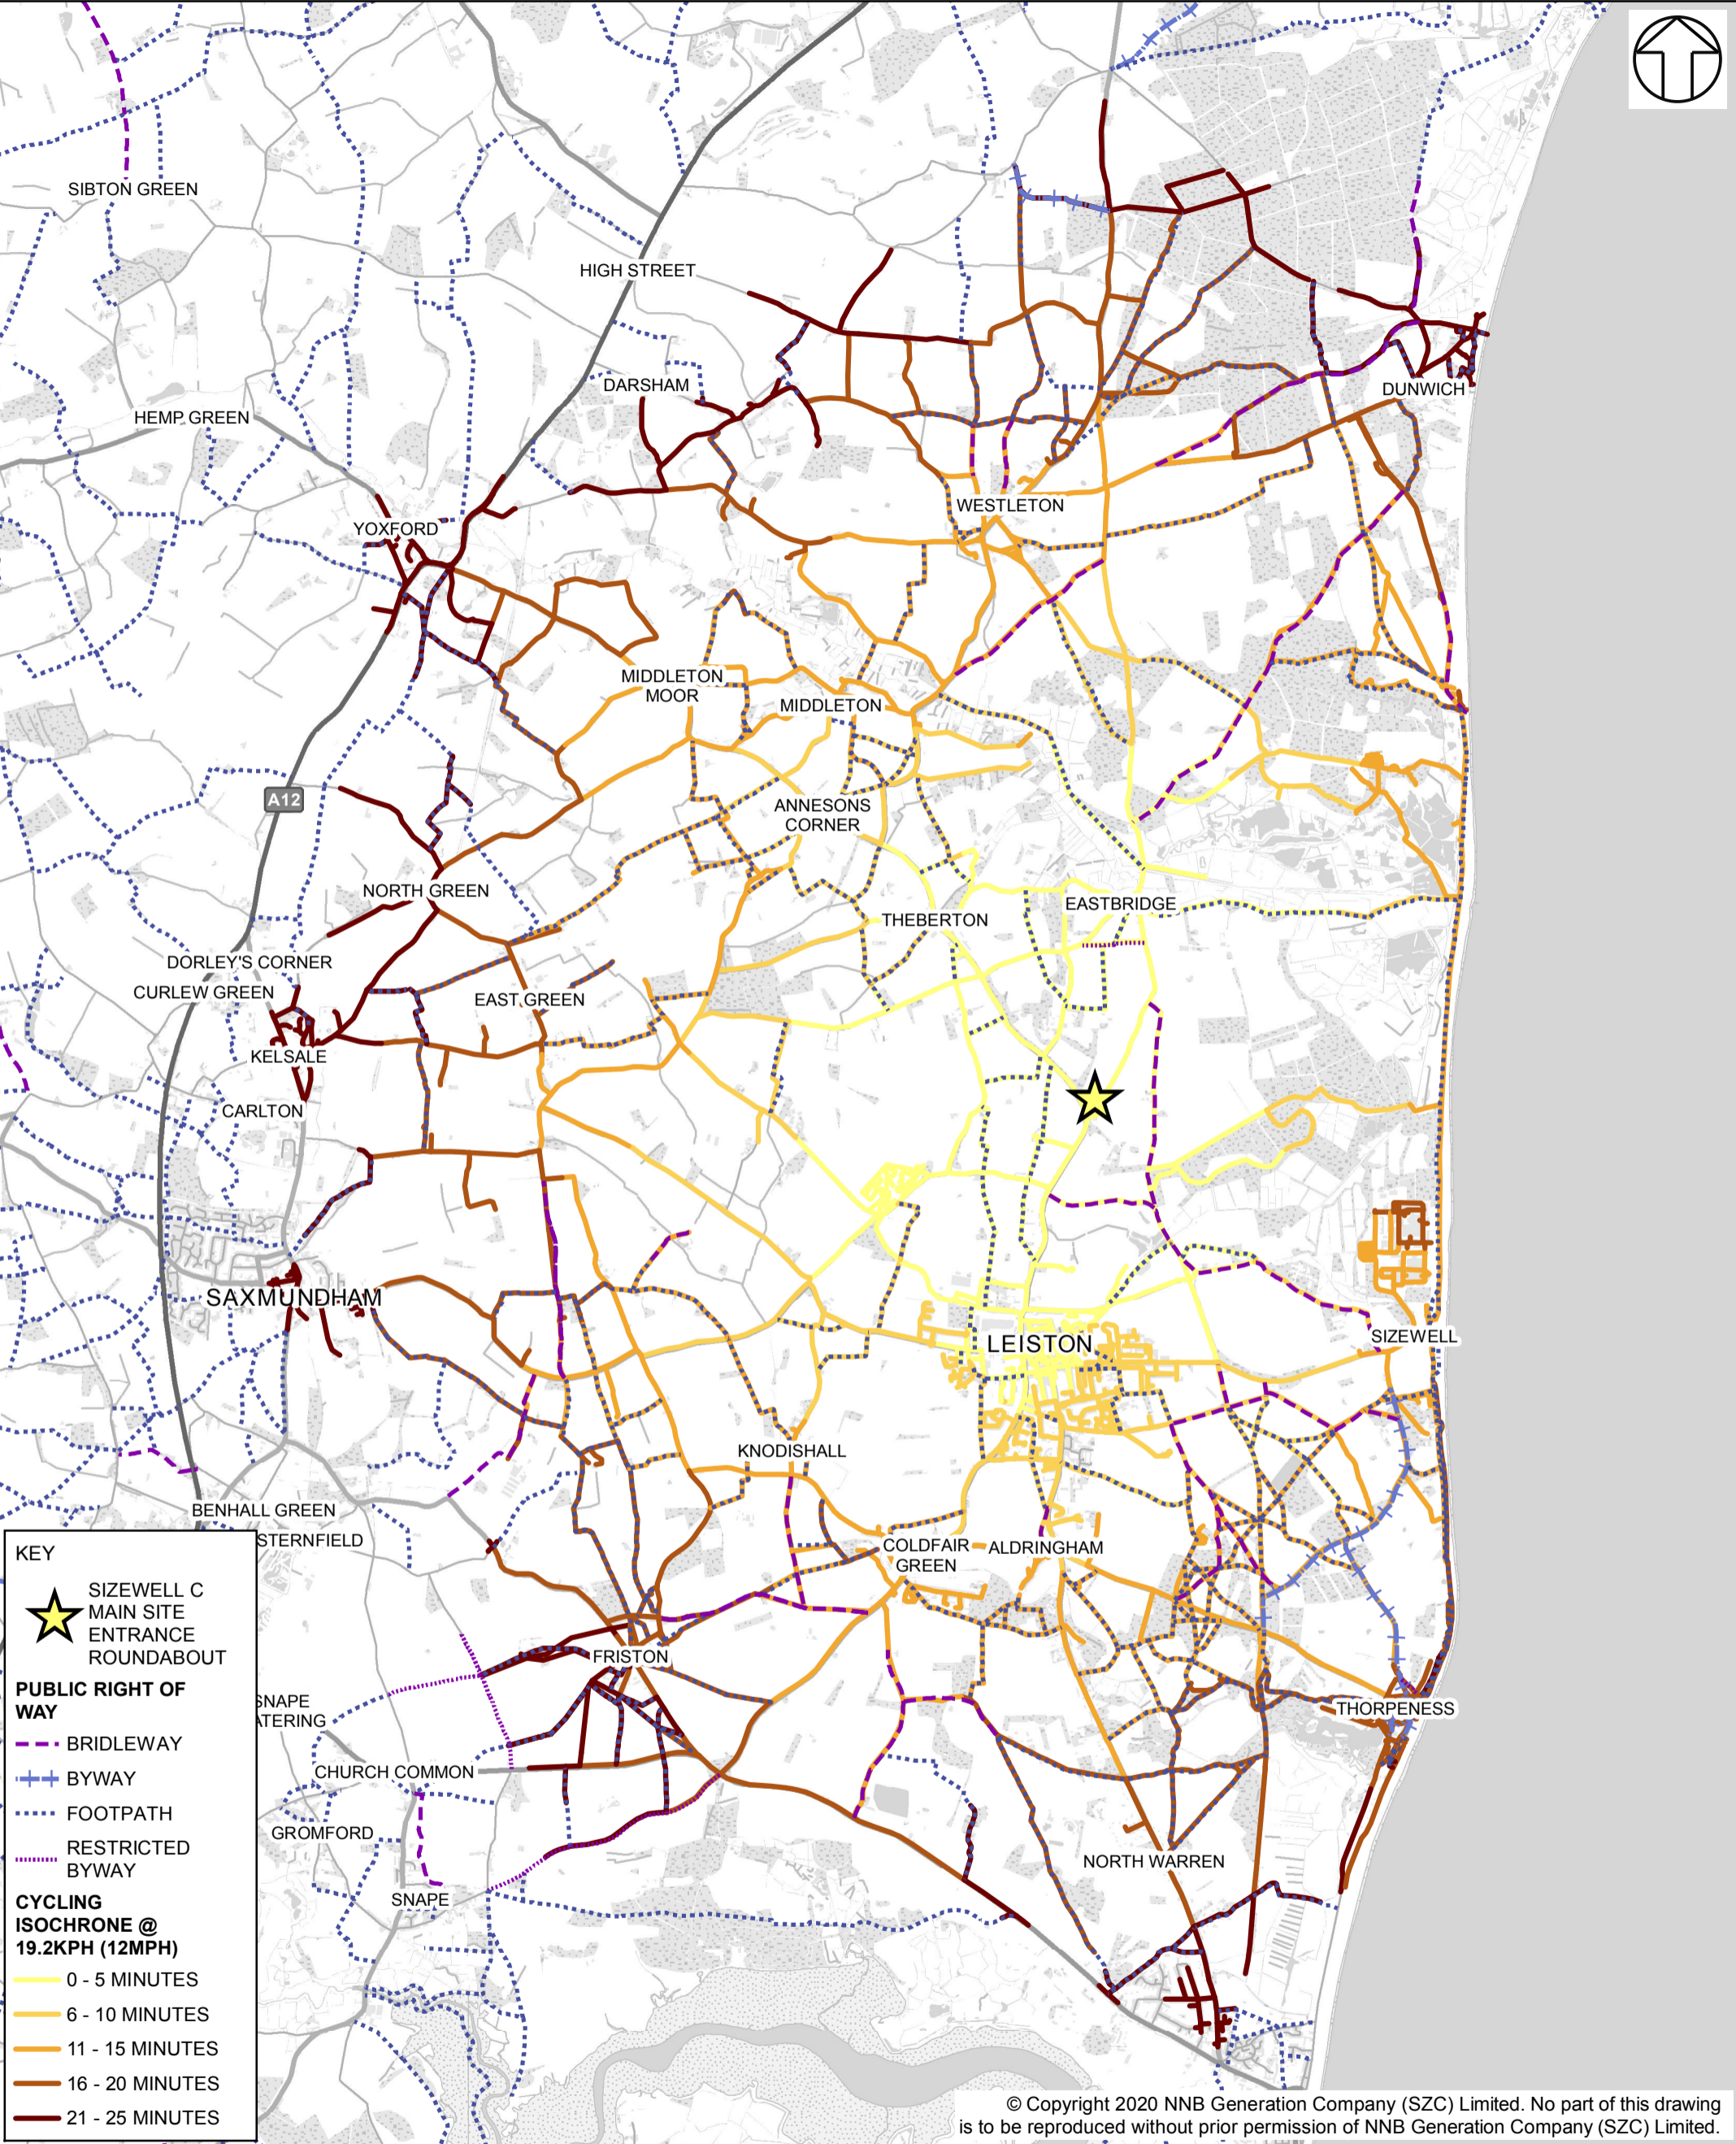 SIBTON GREEN
HIGH STREET
DARSHAM
DUNWICH
HEMP GREEN
WESTLETON
YOXFORD
MIDDLETON
MOOR
MIDDLETON
A12
ANNESONS
CORNER
NORTH GREEN
EASTBRIDGE
THEBERTON
DORLEY'S CORNER
CURLEW GREEN
EAST GREEN
KELSALE
CARLTON
SAXMUNDHAM
SIZEWELL
LEISTON
KNODISHALL
BENHALL GREEN
STERNFIELD
COLDFAIR
GREEN
ALDRINGHAM
FRISTON
SNAPE
THORPENESS
CHURCH COMMON
GROMFORD
NORTH WARREN
SNAPE
KEY
SIZEWELL C
MAIN SITE
ENTRANCE
ROUNDABOUT
PUBLIC RIGHT OF
WAY
BRIDLEWAY
BYWAY
FOOTPATH
RESTRICTED
BYWAY
CYCLING
ISOCHRONE @
19.2KPH (12MPH)
0 - 5 MINUTES
6 - 10 MINUTES
11 - 15 MINUTES
16 - 20 MINUTES
21 - 25 MINUTES
© Copyright 2020 NNB Generation Company (SZC) Limited. No part of this drawing
is to be reproduced without prior permission of NNB Generation Company (SZC) Limited.